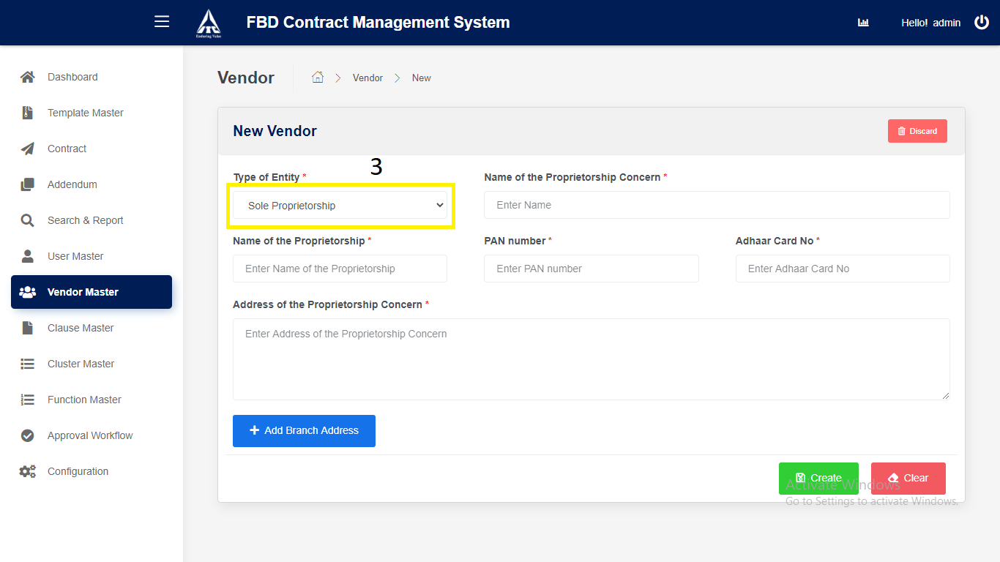 FBD Contract Management System
Hello! admin
Enduring Value
Dashboard
Template Master
Contract
Addendum
Search & Report
User Master
Vendor Master
Clause Master
Cluster Master
Function Master
Approval Workflow
Configuration
Vendor
Vendor
New
New Vendor
Discard
3
Type of Entity *
Name of the Proprietorship Concern *
Sole Proprietorship
Enter Name
Name of the Proprietorship *
PAN number *
Adhaar Card No *
Enter Name of the Proprietorship
Enter PAN number
Enter Adhaar Card No
Address of the Proprietorship Concern *
Enter Address of the Proprietorship Concern
Add Branch Address
Create
Clear
Activate Windows
Go to Settings to activate Windows.